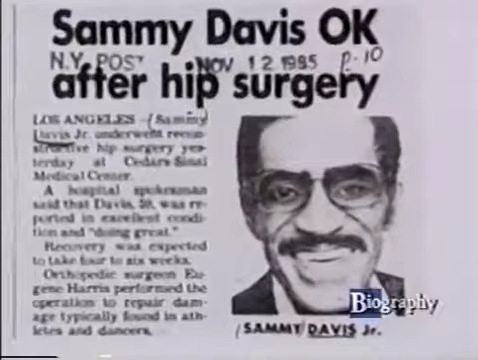 Sammy Davis OK
N.Y. POST NOV 12 1985 P-10
after hip surgery
LOS ANGELES — (Sammy
Davis Jr. underwent recon-
structive hip surgery yes-
terday at Cedars-Sinai
Medical Center.
A hospital spokesman
said that Davis, 59, was re-
ported in excellent condi-
tion and "doing great."
Recovery was expected
to take four to six weeks.
Orthopedic surgeon Eu-
gene Harris performed the
operation to repair dam-
age typically found in ath-
letes and dancers.
Biography
SAMMY DAVIS Jr.